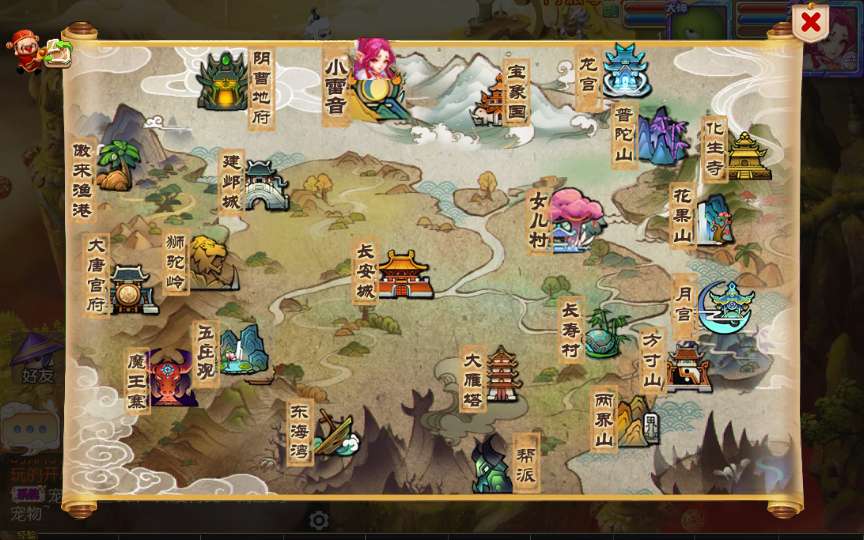 阴曹地府
小雷音
宝象国
龙宫
普陀山
化生寺
傲来渔港
建邺城
女儿村
花果山
大唐官府
狮驼岭
长安城
月宫
长寿村
方寸山
五庄观
魔王寨
大雁塔
两界山
东海湾
帮派
好友
宠物